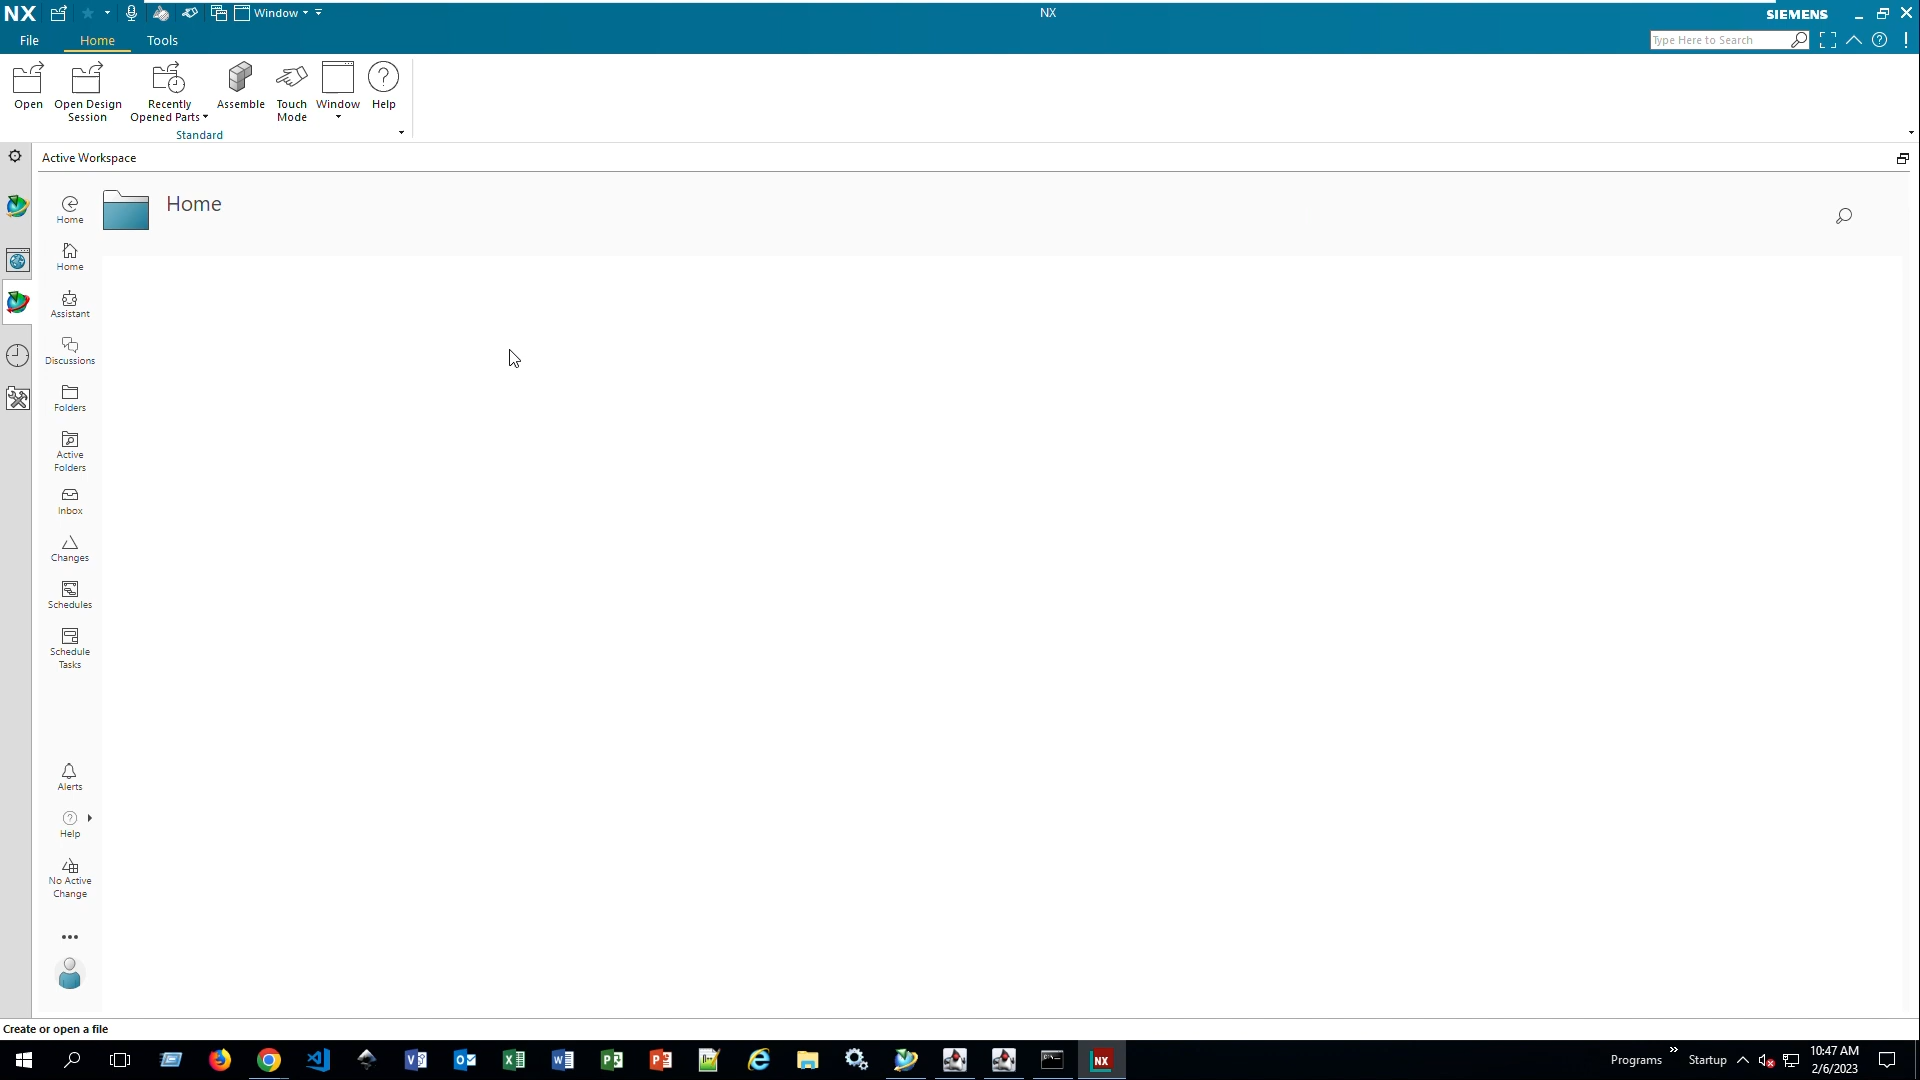 NX Window NX SIEMENS
File Home Tools Type Here to Search
Open Open Design Session Recently Opened Parts Assemble Touch Mode Window Help
Standard
Active Workspace
Home
Home
Home
Assistant
Discussions
Folders
Active
Folders
Inbox
Changes
Schedules
Schedule
Tasks
Alerts
Help
No Active
Change
Create or open a file
NX Programs » Startup 10:47 AM
2/6/2023